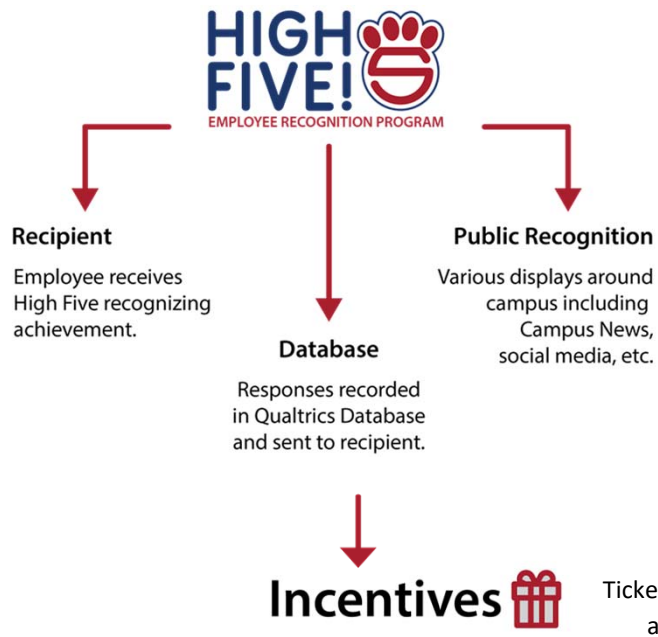 HIGH
FIVE!
EMPLOYEE RECOGNITION PROGRAM
Recipient
Employee receives
High Five recognizing
achievement.
Public Recognition
Various displays around
campus including
Campus News,
social media, etc.
Database
Responses recorded
in Qualtrics Database
and sent to recipient.
Incentives